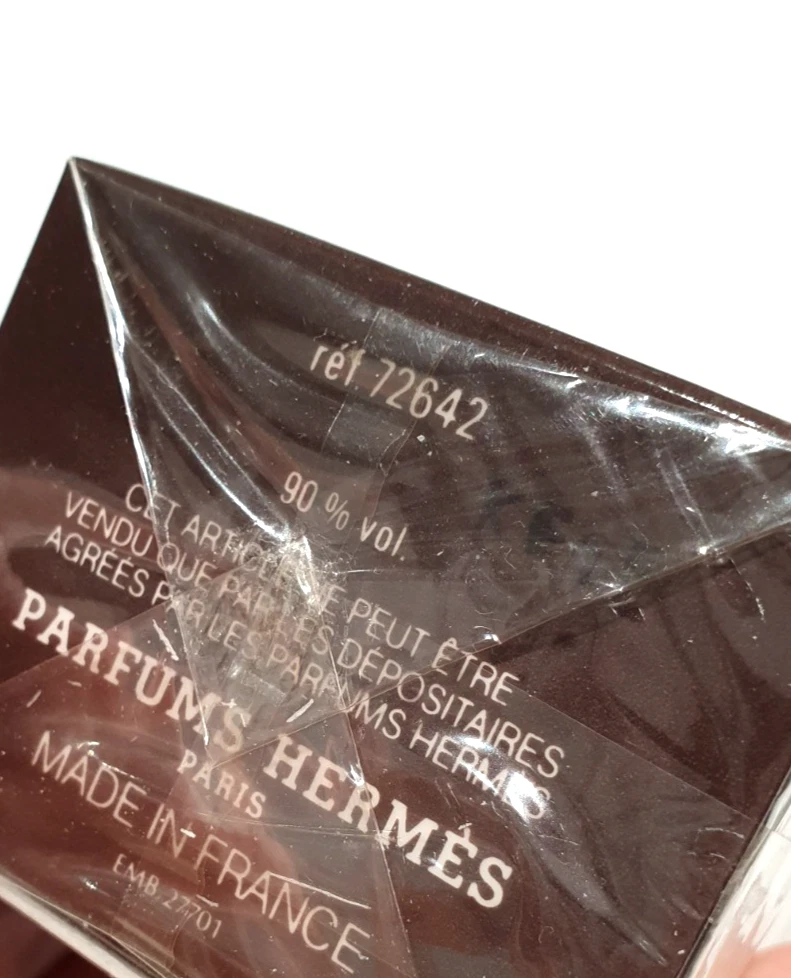 réf. 72642
90 % vol.
CET ARTICLE NE PEUT ÊTRE
VENDU QUE PAR LES DÉPOSITAIRES
AGRÉÉS PAR LES PARFUMS HERMÈS
PARFUMS HERMÈS
PARIS
MADE IN FRANCE
EMB 27701